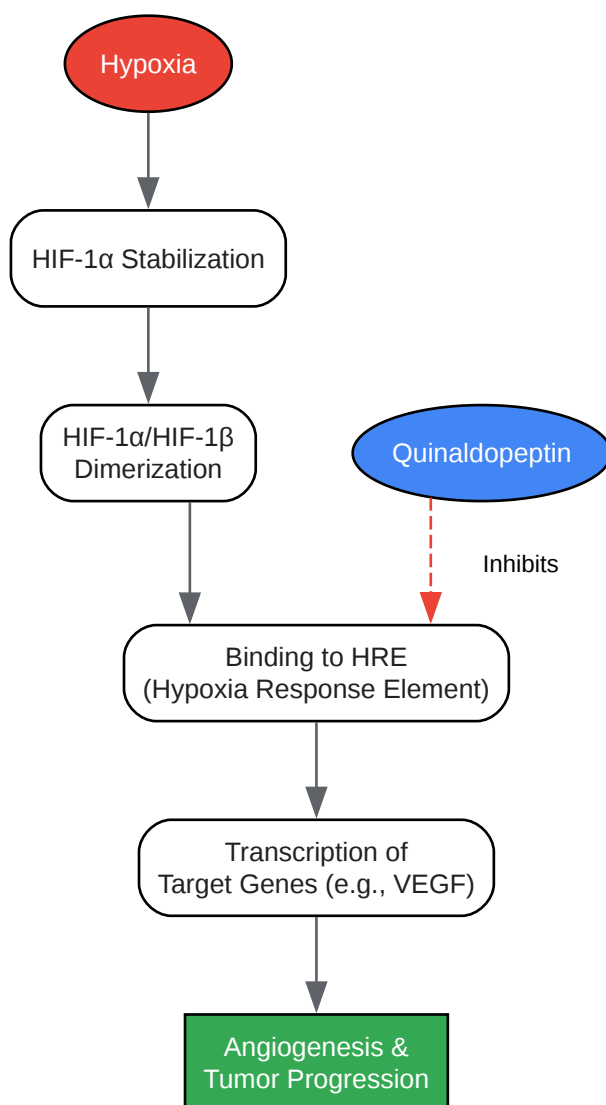 Hypoxia
HIF-1α Stabilization
HIF-1α/HIF-1β
Dimerization
Quinaldopeptin
Inhibits
Binding to HRE
(Hypoxia Response Element)
Transcription of
Target Genes (e.g., VEGF)
Angiogenesis &
Tumor Progression